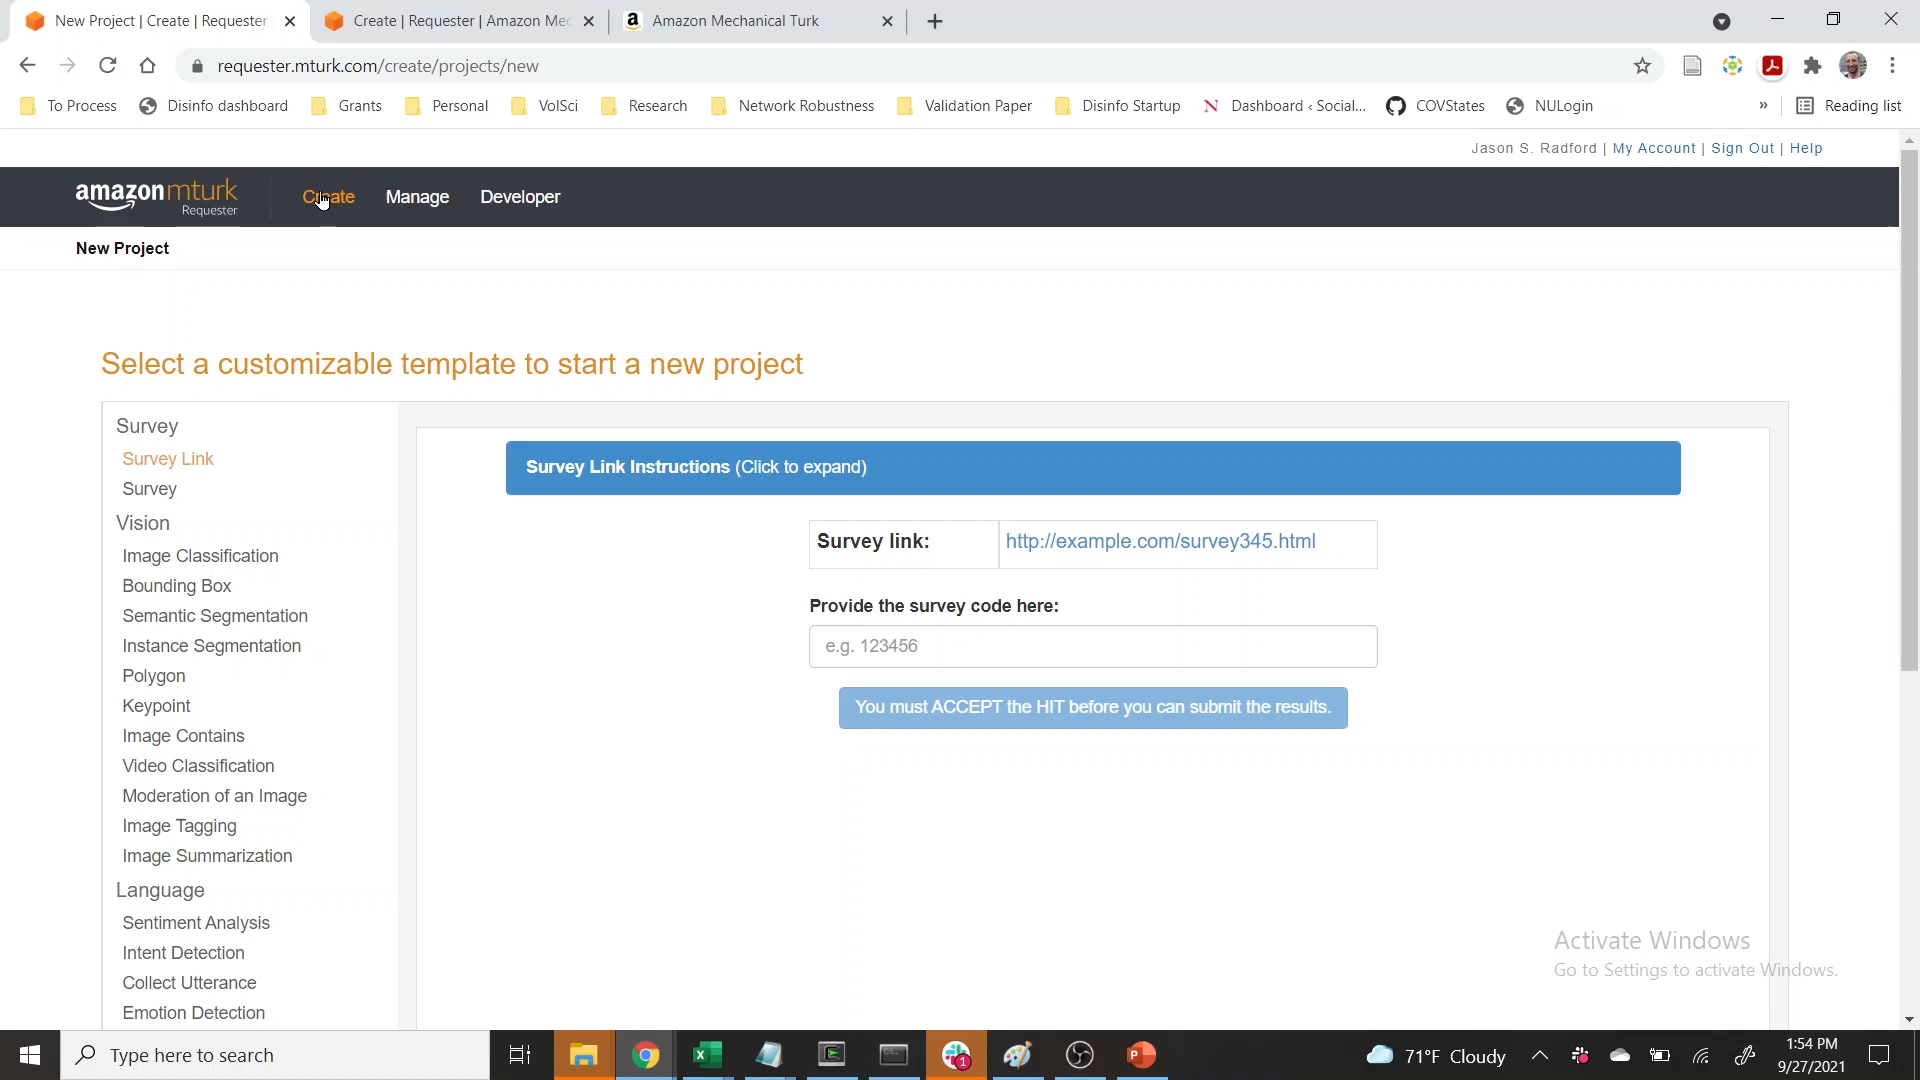 New Project | Create | Requester
Create | Requester | Amazon Mec
Amazon Mechanical Turk
requester.mturk.com/create/projects/new
To Process
Disinfo dashboard
Grants
Personal
VolSci
Research
Network Robustness
Validation Paper
Disinfo Startup
Dashboard ‹ Social...
COVStates
NULogin
»
Reading list
Jason S. Radford | My Account | Sign Out | Help
amazon mturk
Requester
Create
Manage
Developer
New Project
Select a customizable template to start a new project
Survey
Survey Link
Survey
Vision
Image Classification
Bounding Box
Semantic Segmentation
Instance Segmentation
Polygon
Keypoint
Image Contains
Video Classification
Moderation of an Image
Image Tagging
Image Summarization
Language
Sentiment Analysis
Intent Detection
Collect Utterance
Emotion Detection
Survey Link Instructions (Click to expand)
Survey link:
http://example.com/survey345.html
Provide the survey code here:
e.g. 123456
You must ACCEPT the HIT before you can submit the results.
Activate Windows
Go to Settings to activate Windows.
Type here to search
1
71°F Cloudy
1:54 PM
9/27/2021